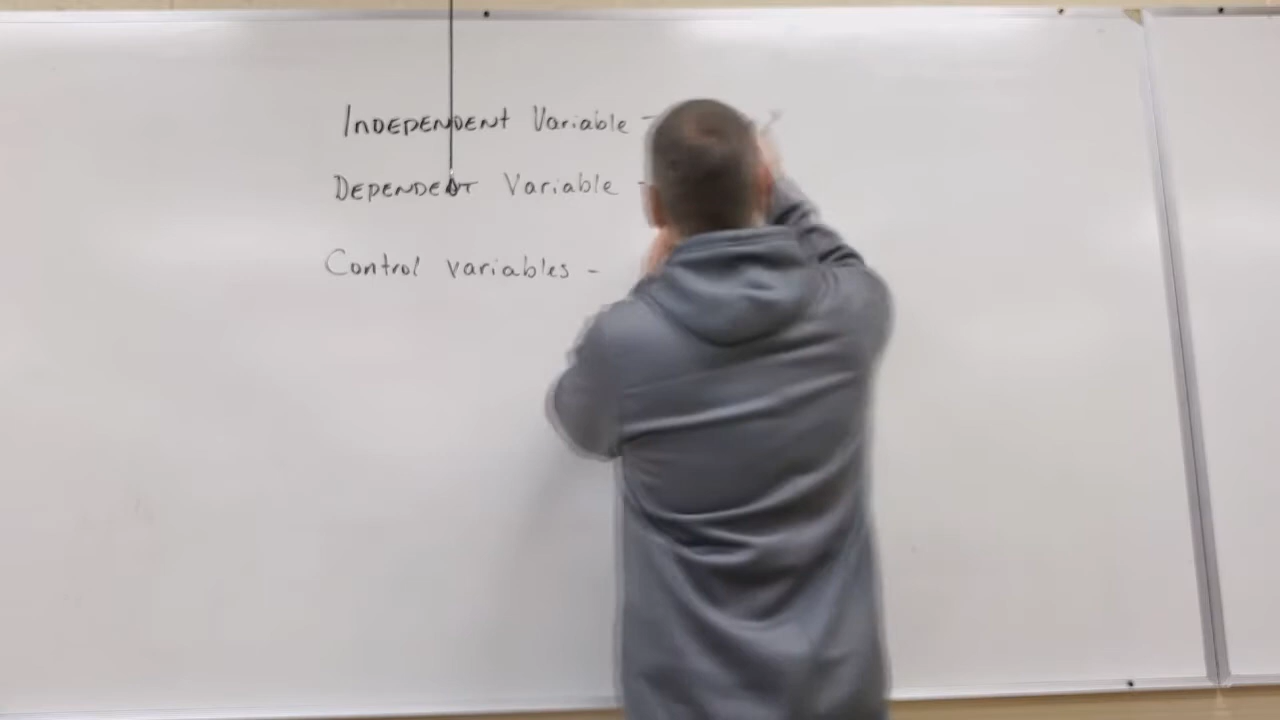 INDEPENDENT Variable -
DEPENDENT Variable -
Control variables -